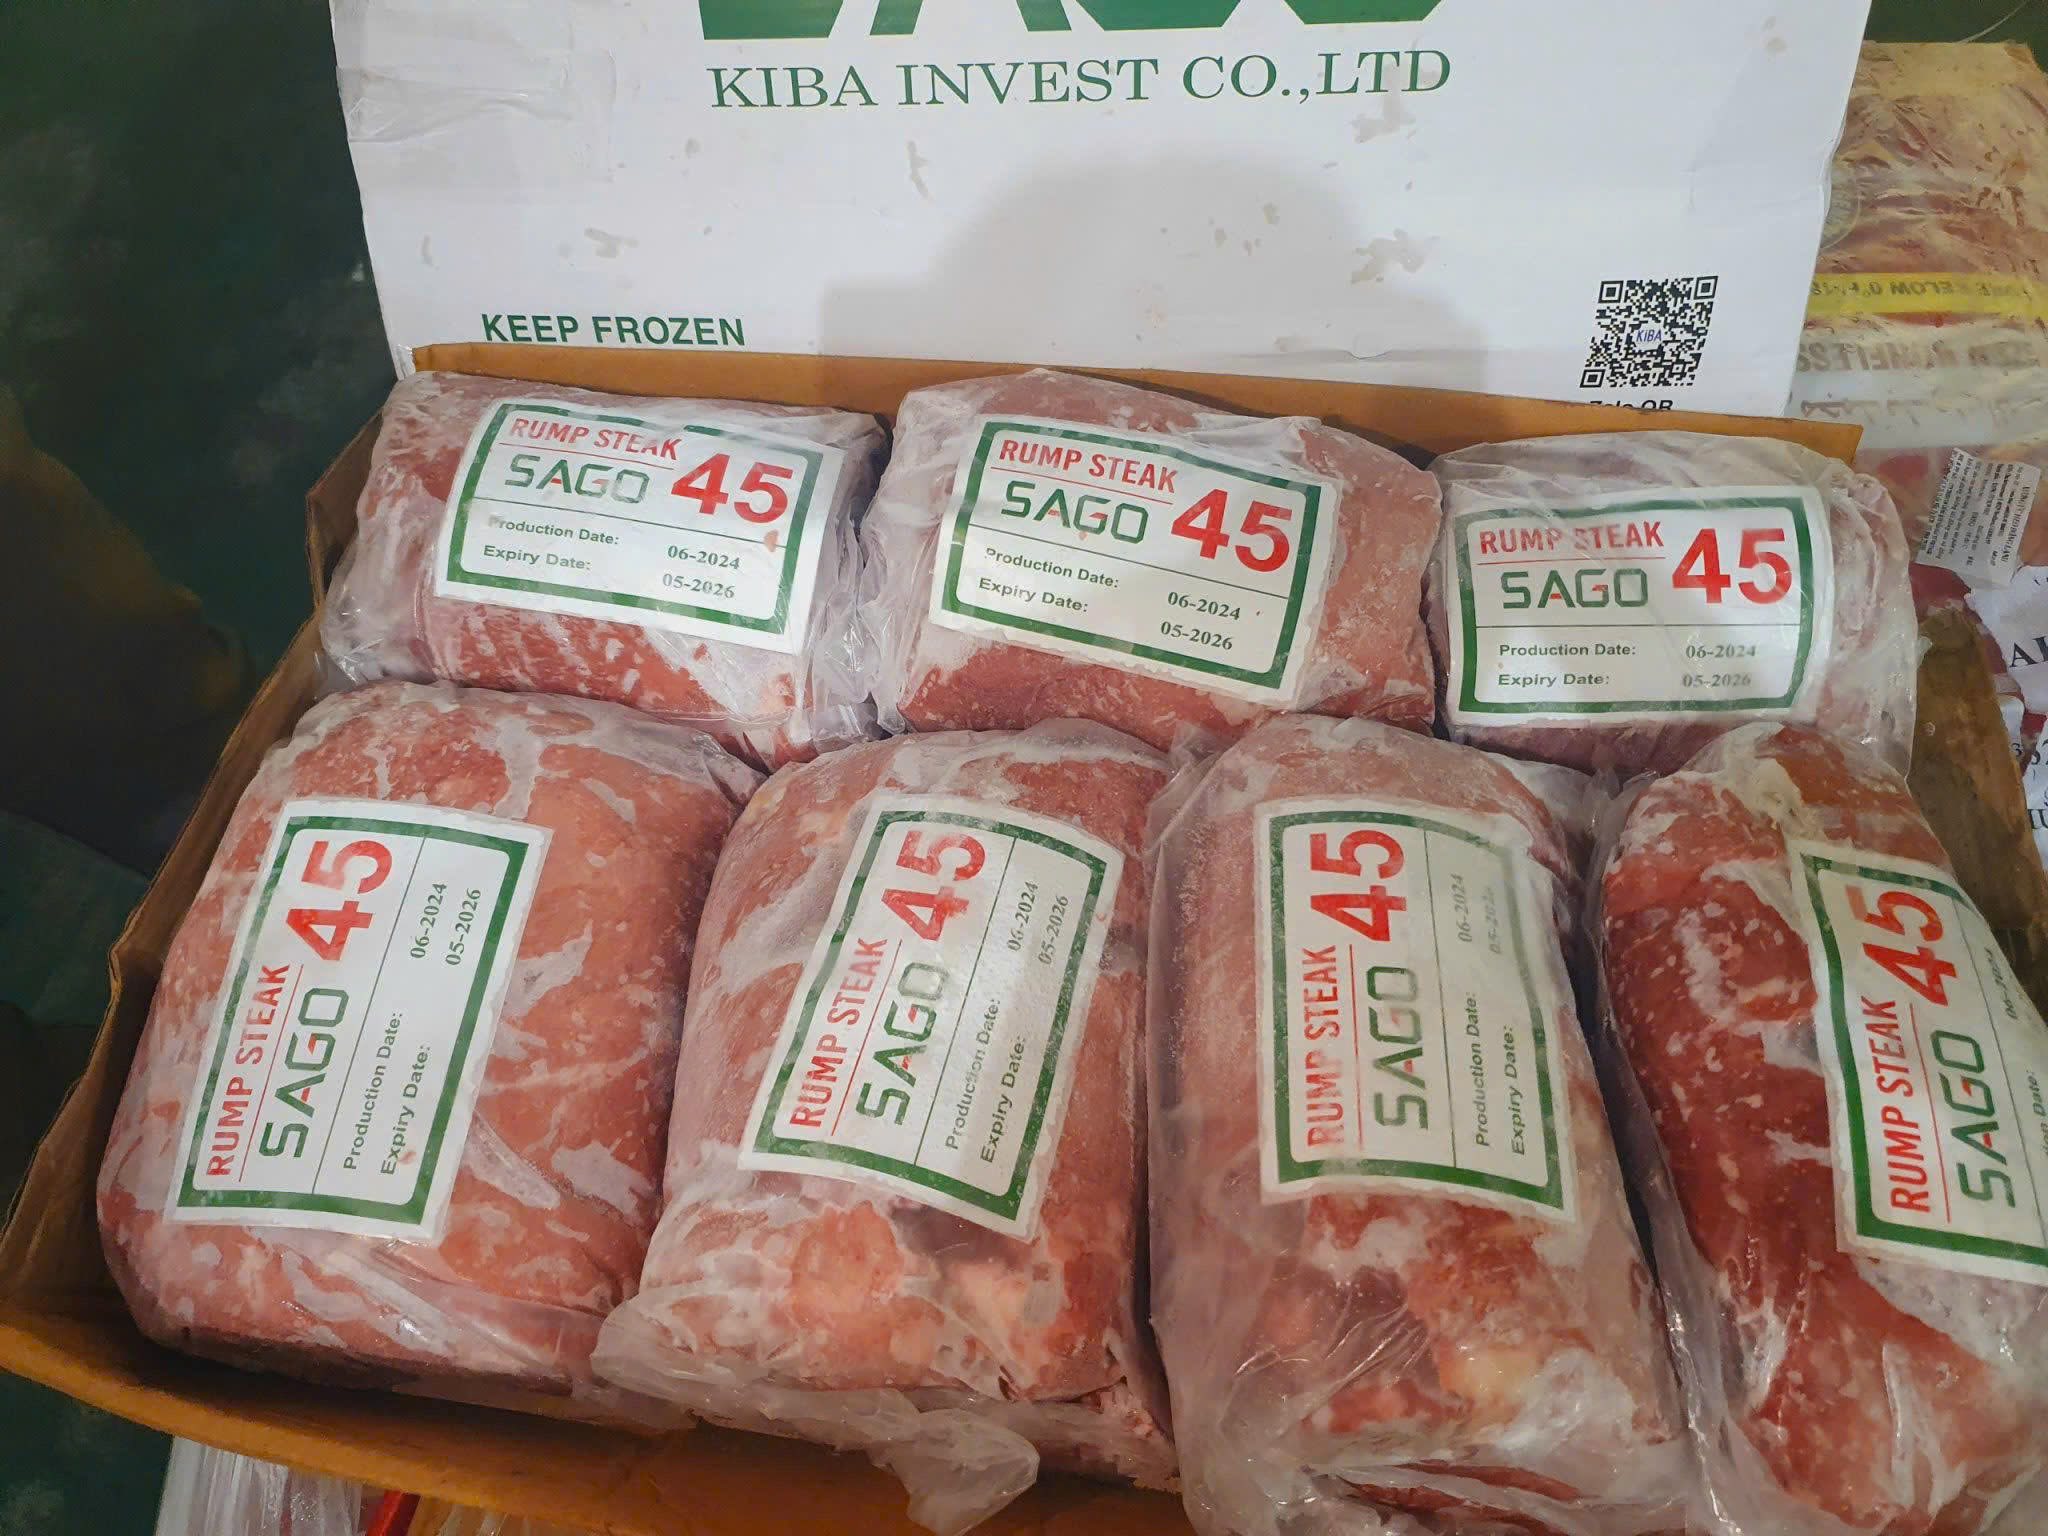 KIBA INVEST CO.,LTD
KEEP FROZEN
KiBA
RUMP STEAK
SAGO 45
Production Date: 06-2024
Expiry Date: 05-2026
RUMP STEAK
SAGO 45
Production Date: 06-2024
Expiry Date: 05-2026
RUMP STEAK
SAGO 45
Production Date: 06-2024
Expiry Date: 05-2026
RUMP STEAK
SAGO 45
Production Date: 06-2024
Expiry Date: 05-2026
RUMP STEAK
SAGO 45
Production Date: 06-2024
Expiry Date: 05-2026
RUMP STEAK
SAGO 45
Production Date: 06-2024
Expiry Date: 05-2026
RUMP STEAK
SAGO 45
Date:
06-2024